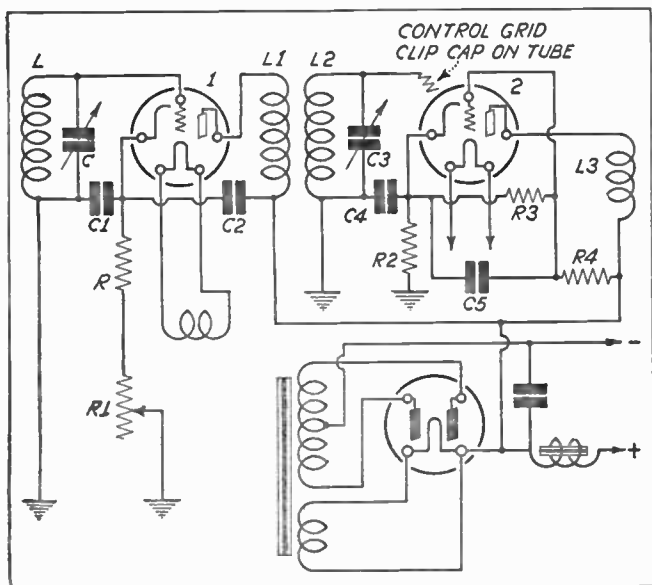 CONTROL GRID
CLIP CAP ON TUBE
L
1
L1
L2
2
C
C3
L3
C1
C2
C4
R3
R
R2
C5
R4
R1
-
+